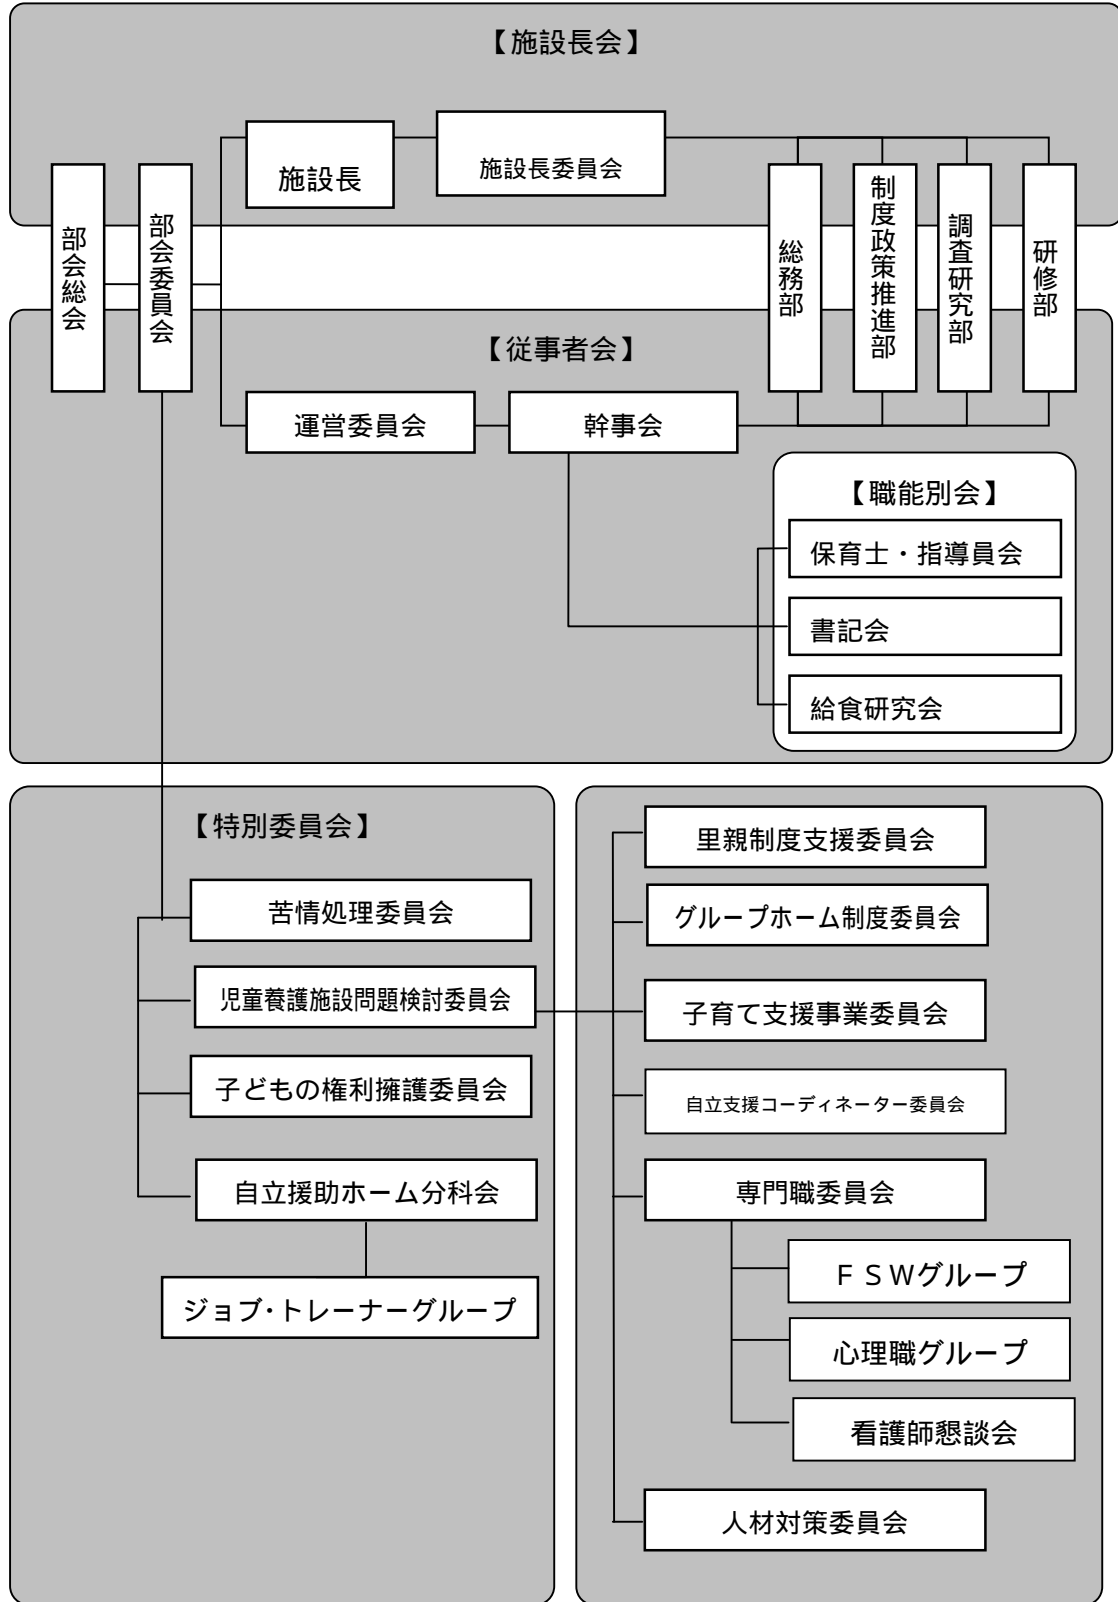 【施設長会】
施設長
施設長委員会
部会総会
部会委員会
総務部
制度政策推進部
調査研究部
研修部
【従事者会】
運営委員会
幹事会
【職能別会】
保育士・指導員会
書記会
給食研究会
【特別委員会】
苦情処理委員会
児童養護施設問題検討委員会
子どもの権利擁護委員会
自立援助ホーム分科会
ジョブ・トレーナーグループ
里親制度支援委員会
グループホーム制度委員会
子育て支援事業委員会
自立支援コーディネーター委員会
専門職委員会
ＦＳＷグループ
心理職グループ
看護師懇談会
人材対策委員会